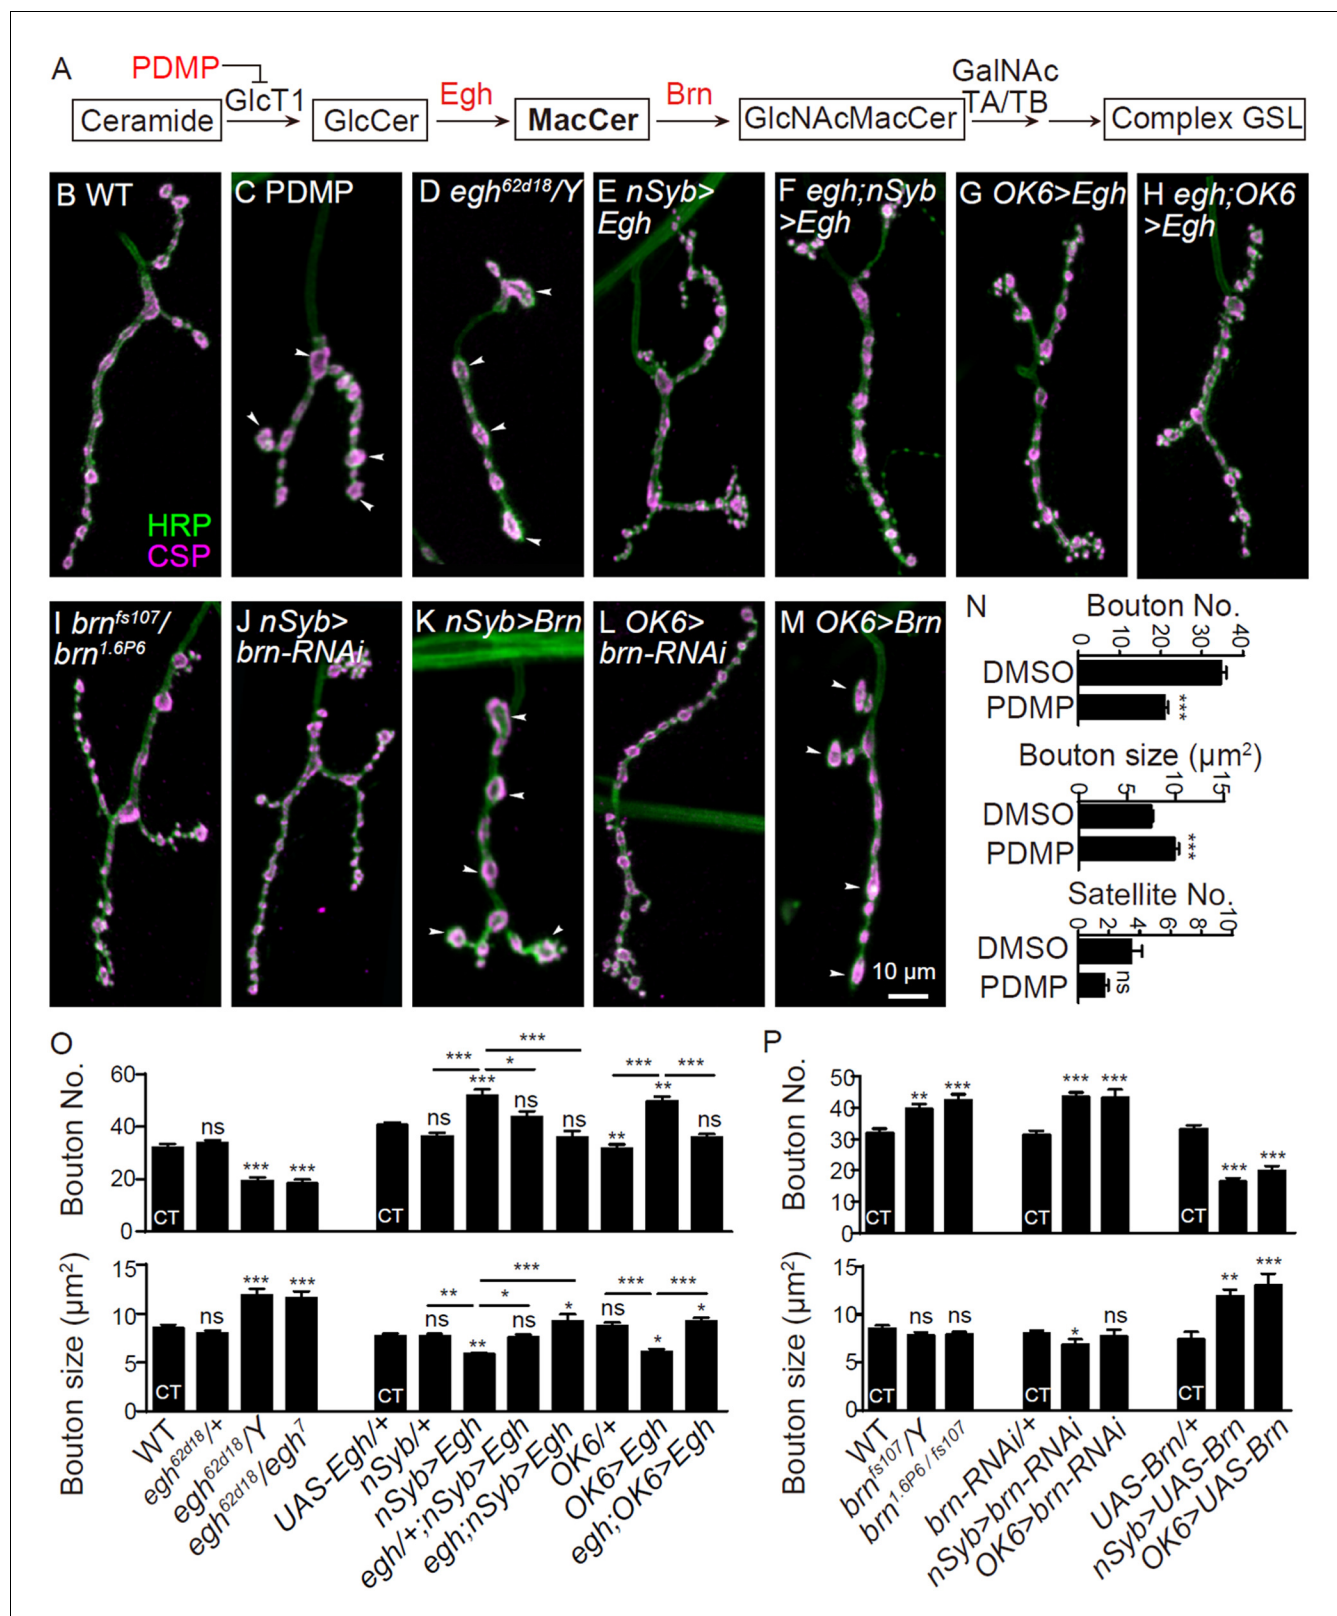 A
PDMP
GlcT1
Egh
Brn
GalNAc
TA/TB
Ceramide
GlcCer
MacCer
GlcNAcMacCer
Complex GSL
B WT
HRP
CSP
C PDMP
D egh62d18/Y
E nSyb>
Egh
F egh;nSyb
>Egh
G OK6>Egh
H egh;OK6
>Egh
I brnfs107/
brn1.6P6
J nSyb>
brn-RNAi
K nSyb>Brn
L OK6>
brn-RNAi
M OK6>Brn
10 µm
N
Bouton No.
0 10 20 30 40
DMSO
PDMP
***
Bouton size (µm2)
0 5 10 15
DMSO
PDMP
***
Satellite No.
0 2 4 6 8 10
DMSO
PDMP
ns
O
Bouton No.
60
40
20
0
CT
ns
***
***
CT
ns
***
***
***
*
ns
ns
**
***
**
***
ns
Bouton size (µm2)
15
10
5
0
CT
ns
***
***
CT
ns
**
**
***
*
ns
*
ns
***
*
***
*
WT
egh62d18/+
egh62d18/Y
egh62d18/egh7
UAS-Egh/+
nSyb/+
nSyb>Egh
egh/+;nSyb>Egh
egh;nSyb>Egh
OK6/+
OK6>Egh
egh;OK6>Egh
P
Bouton No.
50
40
30
20
10
0
CT
**
***
CT
***
***
CT
***
***
Bouton size (µm2)
15
10
5
0
CT
ns
ns
CT
*
ns
CT
**
***
WT
brnfs107/Y
brn1.6P6/fs107
brn-RNAi/+
nSyb>brn-RNAi
OK6>brn-RNAi
UAS-Brn/+
nSyb>UAS-Brn
OK6>UAS-Brn